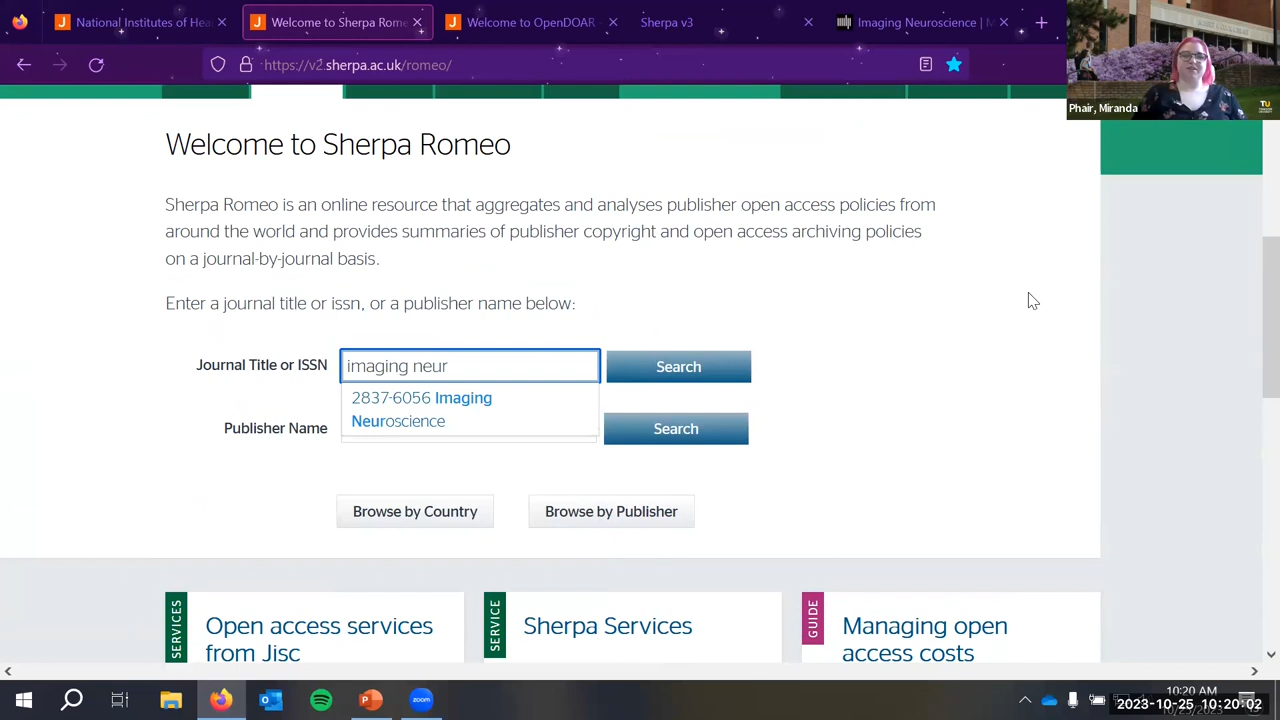 National Institutes of Hea
Welcome to Sherpa Rome
Welcome to OpenDOAR -
Sherpa v3
Imaging Neuroscience | M
https://v2.sherpa.ac.uk/romeo/
Phair, Miranda
TU
Welcome to Sherpa Romeo
Sherpa Romeo is an online resource that aggregates and analyses publisher open access policies from
around the world and provides summaries of publisher copyright and open access archiving policies
on a journal-by-journal basis.
Enter a journal title or issn, or a publisher name below:
Journal Title or ISSN
imaging neur
Search
2837-6056 Imaging
Neuroscience
Publisher Name
Search
Browse by Country
Browse by Publisher
SERVICES
Open access services
from Jisc
SERVICE
Sherpa Services
GUIDE
Managing open
access costs
zoom
10:20 AM
2023-10-25 10:20:02